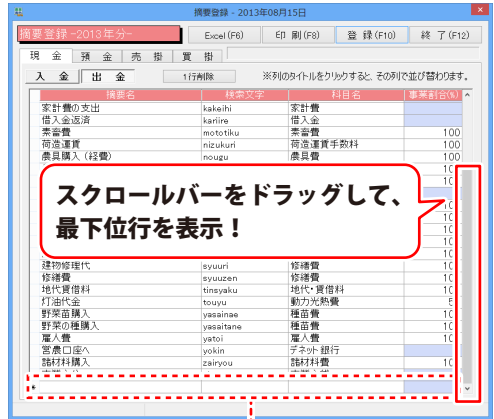 摘要登録 - 2013年08月15日
摘要登録 -2013年分-
Excel(F6)
印 刷(F8)
登 録(F10)
終 了(F12)
現 金
預 金
売 掛
買 掛
入 金
出 金
1行削除
※列のタイトルをクリックすると、その列で並び替わります。
摘要名 検索文字 科目名 事業割合(%)
家計費の支出 kakeihi 家計費
借入金返済 kariire 借入金
素畜費 mototiku 素畜費 100
荷造運賃 nizukuri 荷造運賃手数料 100
農具購入（経費） nougu 農具費 100
スクロールバーをドラッグして、
最下位行を表示！
建物修理代 syuuri 修繕費 10
修繕費 syuuzen 修繕費 10
地代賃借料 tinsyaku 地代・賃借料 10
灯油代金 touyu 動力光熱費
野菜苗購入 yasainae 種苗費 10
野菜の種購入 yasaitane 種苗費 10
雇人費 yatoi 雇人費 10
営農口座へ yokin デネット銀行
諸材料購入 zairyou 諸材料費 10
*